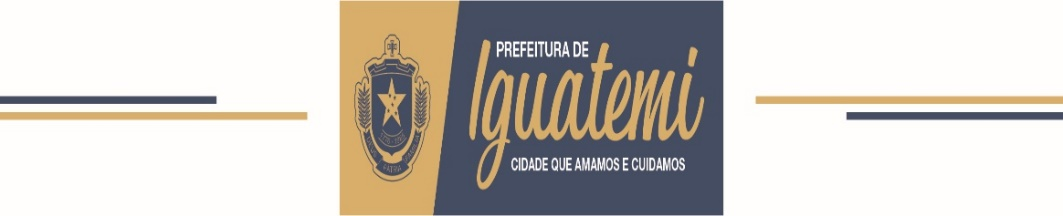 PREFEITURA DE
Iguatemi
CIDADE QUE AMAMOS E CUIDAMOS